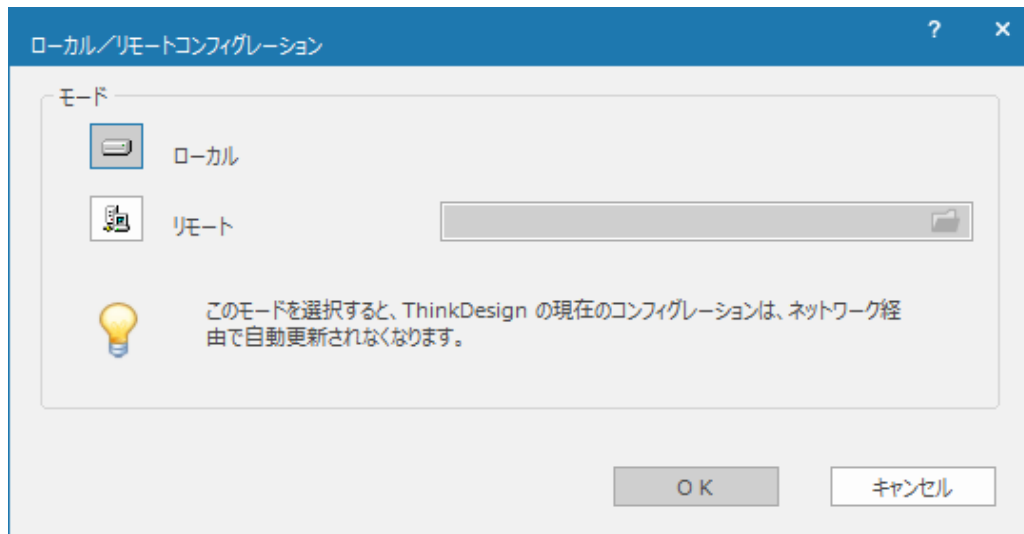 ローカル／リモートコンフィグレーション
? ×
モード
ローカル
リモート
このモードを選択すると、ThinkDesign の現在のコンフィグレーションは、ネットワーク経
由で自動更新されなくなります。
OK
キャンセル